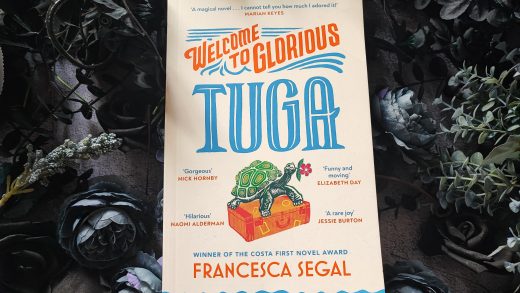 'A magical novel . . . I cannot tell you how much I adored it!'
MARIAN KEYES
WELCOME
TO GLORIOUS
TUGA
'Gorgeous'
NICK HORNBY
'Funny and
moving'
ELIZABETH DAY
'Hilarious'
NAOMI ALDERMAN
'A rare joy'
JESSIE BURTON
WINNER OF THE COSTA FIRST NOVEL AWARD
FRANCESCA SEGAL